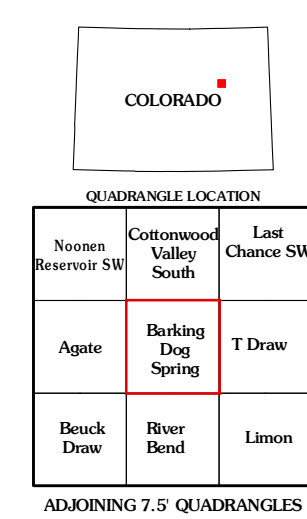 COLORADO
QUADRANGLE LOCATION
Noonen
Reservoir SW
Cottonwood
Valley
South
Last
Chance SW
Agate
Barking
Dog
Spring
T Draw
Beuck
Draw
River
Bend
Limon
ADJOINING 7.5' QUADRANGLES